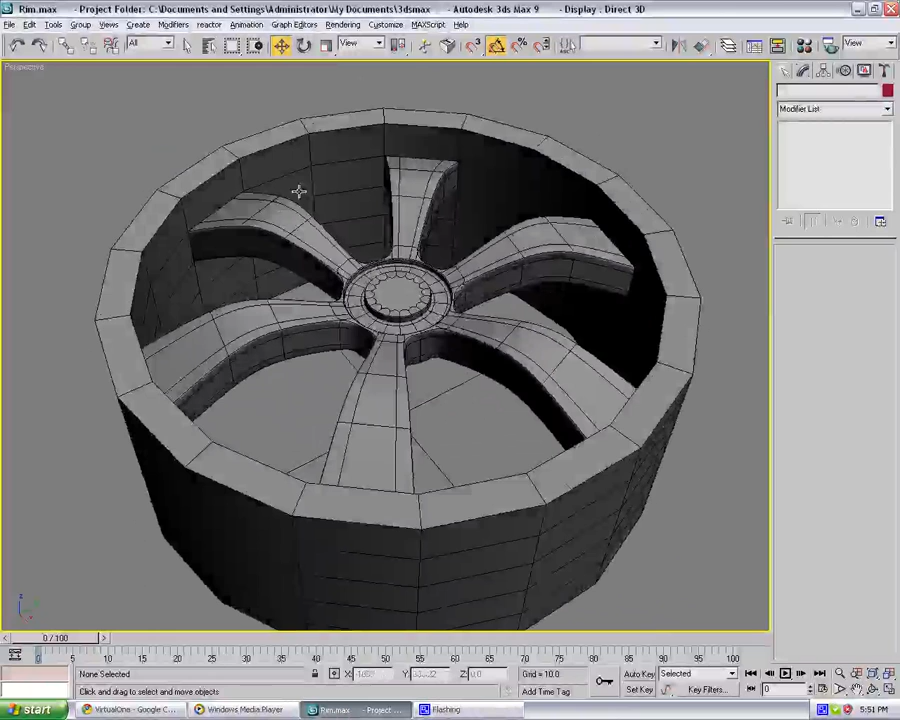 Rim.max - Project Folder: C:\Documents and Settings\Administrator\My Documents\3dsmax - Autodesk 3ds Max 9 - Display : Direct 3D
File Edit Tools Group Views Create Modifiers reactor Animation Graph Editors Rendering Customize MAXScript Help
All View View
Perspective
Modifier List
0 / 100
0 5 10 15 20 25 30 35 40 45 50 55 60 65 70 75 80 85 90 95 100
None Selected X: Y: Z: Grid = 10.0 Auto Key Selected
Click and drag to select and move objects Add Time Tag Set Key Key Filters... 0
start VirtualOne - Google C... Windows Media Player Rim.max - Project ... Flashing 5:51 PM